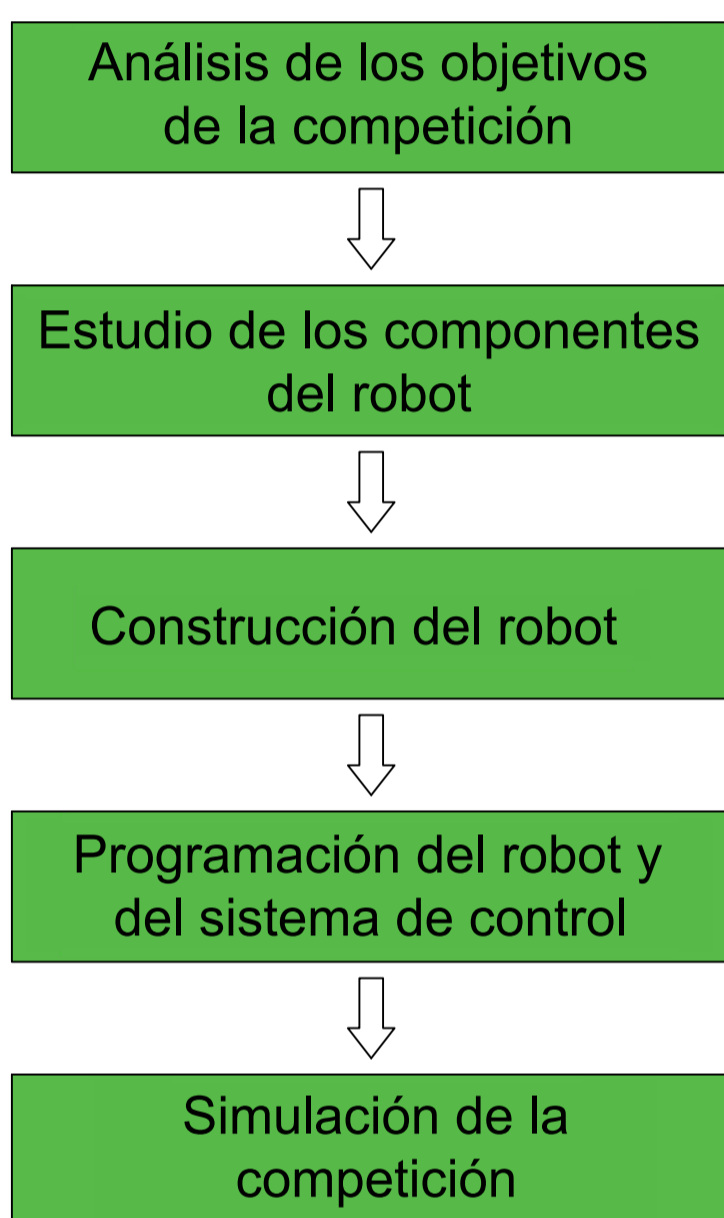 Análisis de los objetivos
de la competición
Estudio de los componentes
del robot
Construcción del robot
Programación del robot y
del sistema de control
Simulación de la
competición